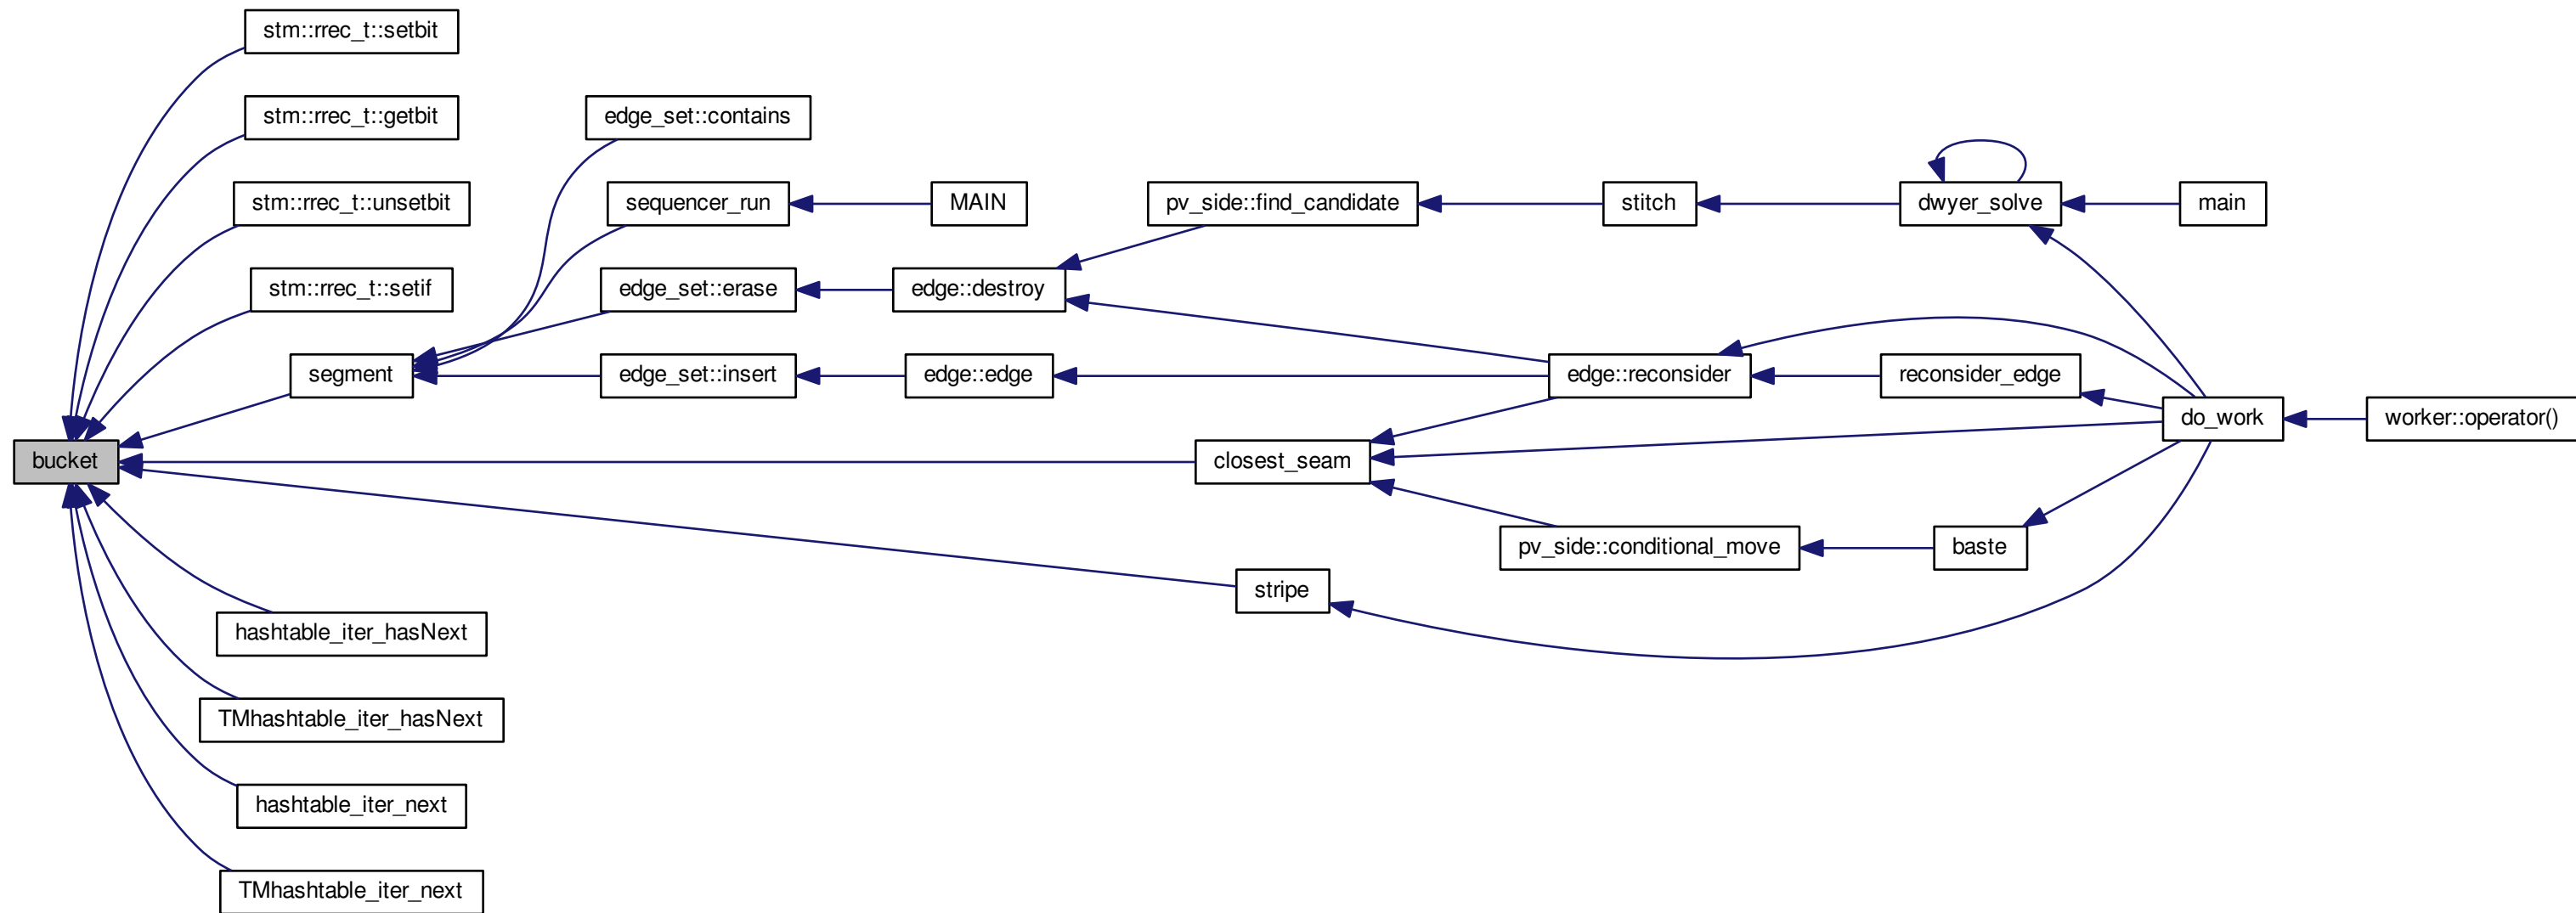 stm::rrec_t::setbit
stm::rrec_t::getbit
edge_set::contains
stm::rrec_t::unsetbit
sequencer_run
MAIN
pv_side::find_candidate
stitch
dwyer_solve
main
stm::rrec_t::setif
edge_set::erase
edge::destroy
segment
edge_set::insert
edge::edge
edge::reconsider
reconsider_edge
do_work
worker::operator()
bucket
closest_seam
pv_side::conditional_move
baste
stripe
hashtable_iter_hasNext
TMhashtable_iter_hasNext
hashtable_iter_next
TMhashtable_iter_next